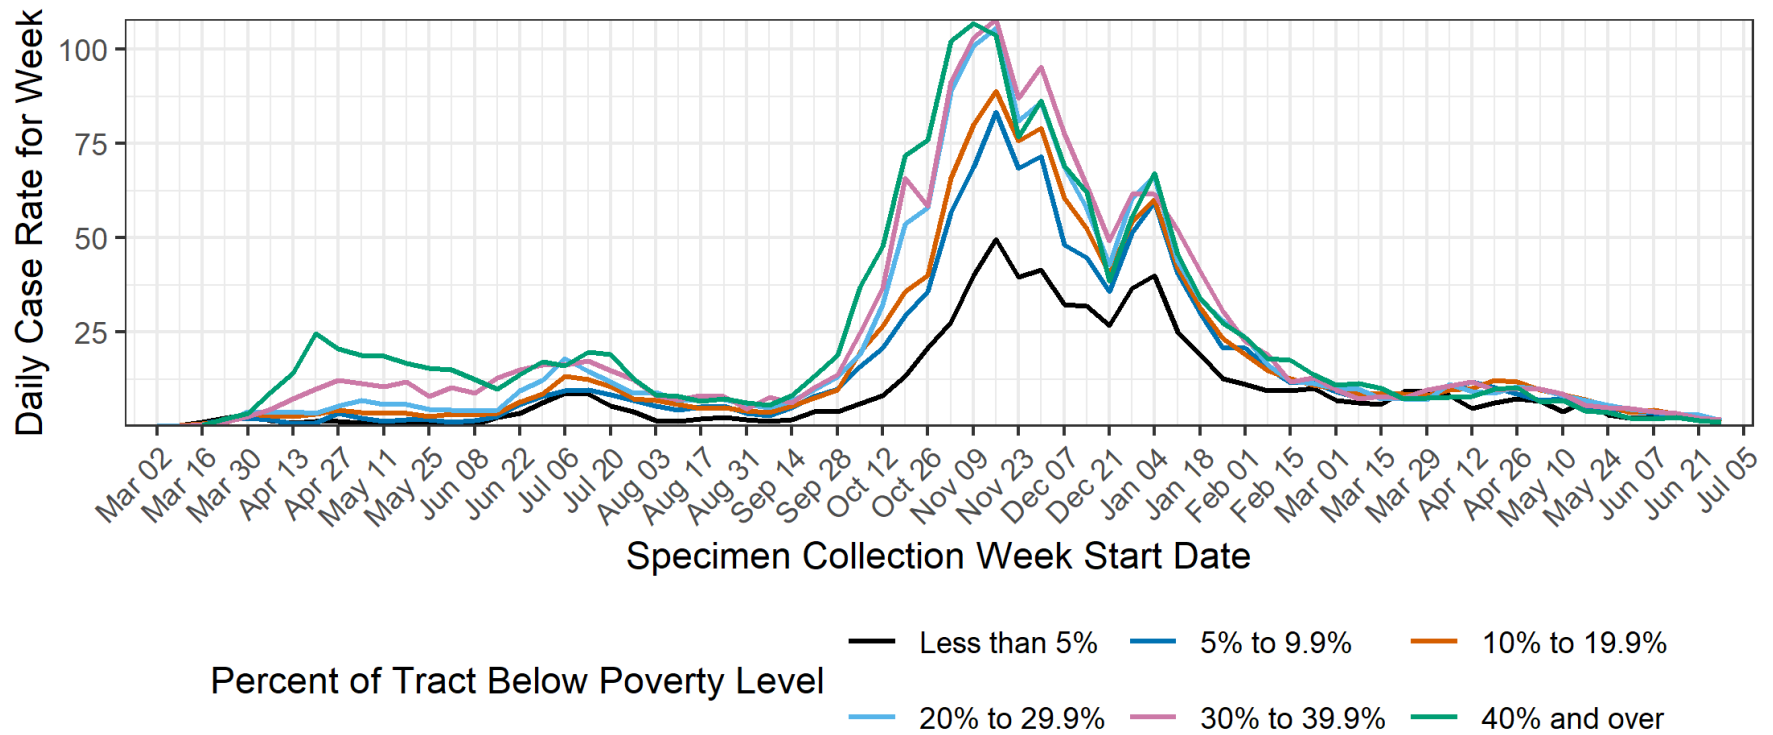 Daily Case Rate for Week
100
75
50
25
Mar 02
Mar 16
Mar 30
Apr 13
Apr 27
May 11
May 25
Jun 08
Jun 22
Jul 06
Jul 20
Aug 03
Aug 17
Aug 31
Sep 14
Sep 28
Oct 12
Oct 26
Nov 09
Nov 23
Dec 07
Dec 21
Jan 04
Jan 18
Feb 01
Feb 15
Mar 01
Mar 15
Mar 29
Apr 12
Apr 26
May 10
May 24
Jun 07
Jun 21
Jul 05
Specimen Collection Week Start Date
Percent of Tract Below Poverty Level
Less than 5%
5% to 9.9%
10% to 19.9%
20% to 29.9%
30% to 39.9%
40% and over